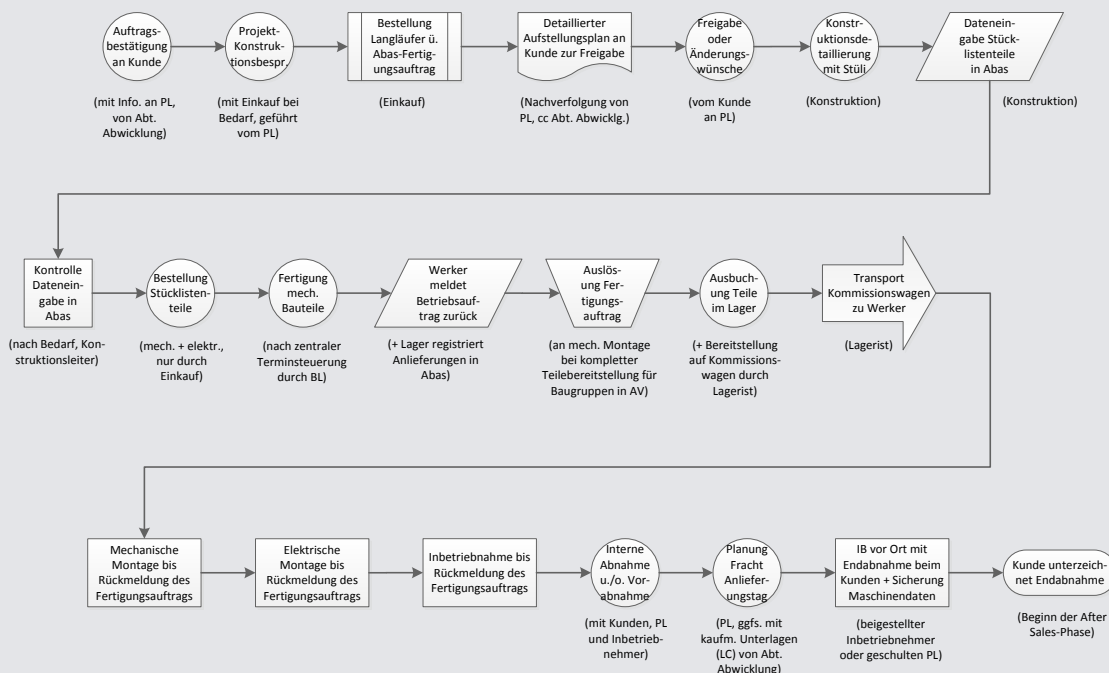 Auftrags-
bestätigung
an Kunde
Projekt-
Konstruk-
tionsbespr.
Bestellung
Langläufer ü.
Abas-Fertig-
ungsauftrag
Detaillierter
Aufstellungsplan an
Kunde zur Freigabe
Freigabe
oder
Änderungs-
wünsche
Konstr-
uktionsde-
taillierung
mit Stüli
Datenein-
gabe Stück-
listenteile
in Abas
(mit Info. an PL,
von Abt.
Abwicklung)
(mit Einkauf bei
Bedarf, geführt
vom PL)
(Einkauf)
(Nachverfolgung von
PL, cc Abt. Abwicklg.)
(vom Kunde
an PL)
(Konstruktion)
(Konstruktion)
Kontrolle
Datenein-
gabe in
Abas
Bestellung
Stücklisten-
teile
Fertigung
mech.
Bauteile
Werker
meldet
Betriebsauf-
trag zurück
Auslös-
ung Fer-
tigungs-
auftrag
Ausbuch-
ung Teile
im Lager
Transport
Kommissionswagen
zu Werker
(nach Bedarf, Kon-
struktionsleiter)
(mech. + elektr.,
nur durch
Einkauf)
(nach zentraler
Terminsteuerung
durch BL)
(+ Lager registriert
Anlieferungen in
Abas)
(an mech. Montage
bei kompletter
Teilebereitstellung für
Baugruppen in AV)
(+ Bereitstellung
auf Kommissions-
wagen durch
Lagerist)
(Lagerist)
Mechanische
Montage bis
Rückmeldung des
Fertigungsauftrags
Elektrische
Montage bis
Rückmeldung des
Fertigungsauftrags
Inbetriebnahme bis
Rückmeldung des
Fertigungsauftrags
Interne
Abnahme
u./o. Vor-
abnahme
Planung
Fracht
Anliefer-
ungstag
IB vor Ort mit
Endabnahme beim
Kunden + Sicherung
Maschinendaten
Kunde unterzeich-
net Endabnahme
(mit Kunden, PL
und Inbetrieb-
nehmer)
(PL, ggfs. mit
kaufm. Unterlagen
(LC) von Abt.
Abwicklung)
(beigestellter
Inbetriebnehmer
oder geschulten PL)
(Beginn der After
Sales-Phase)